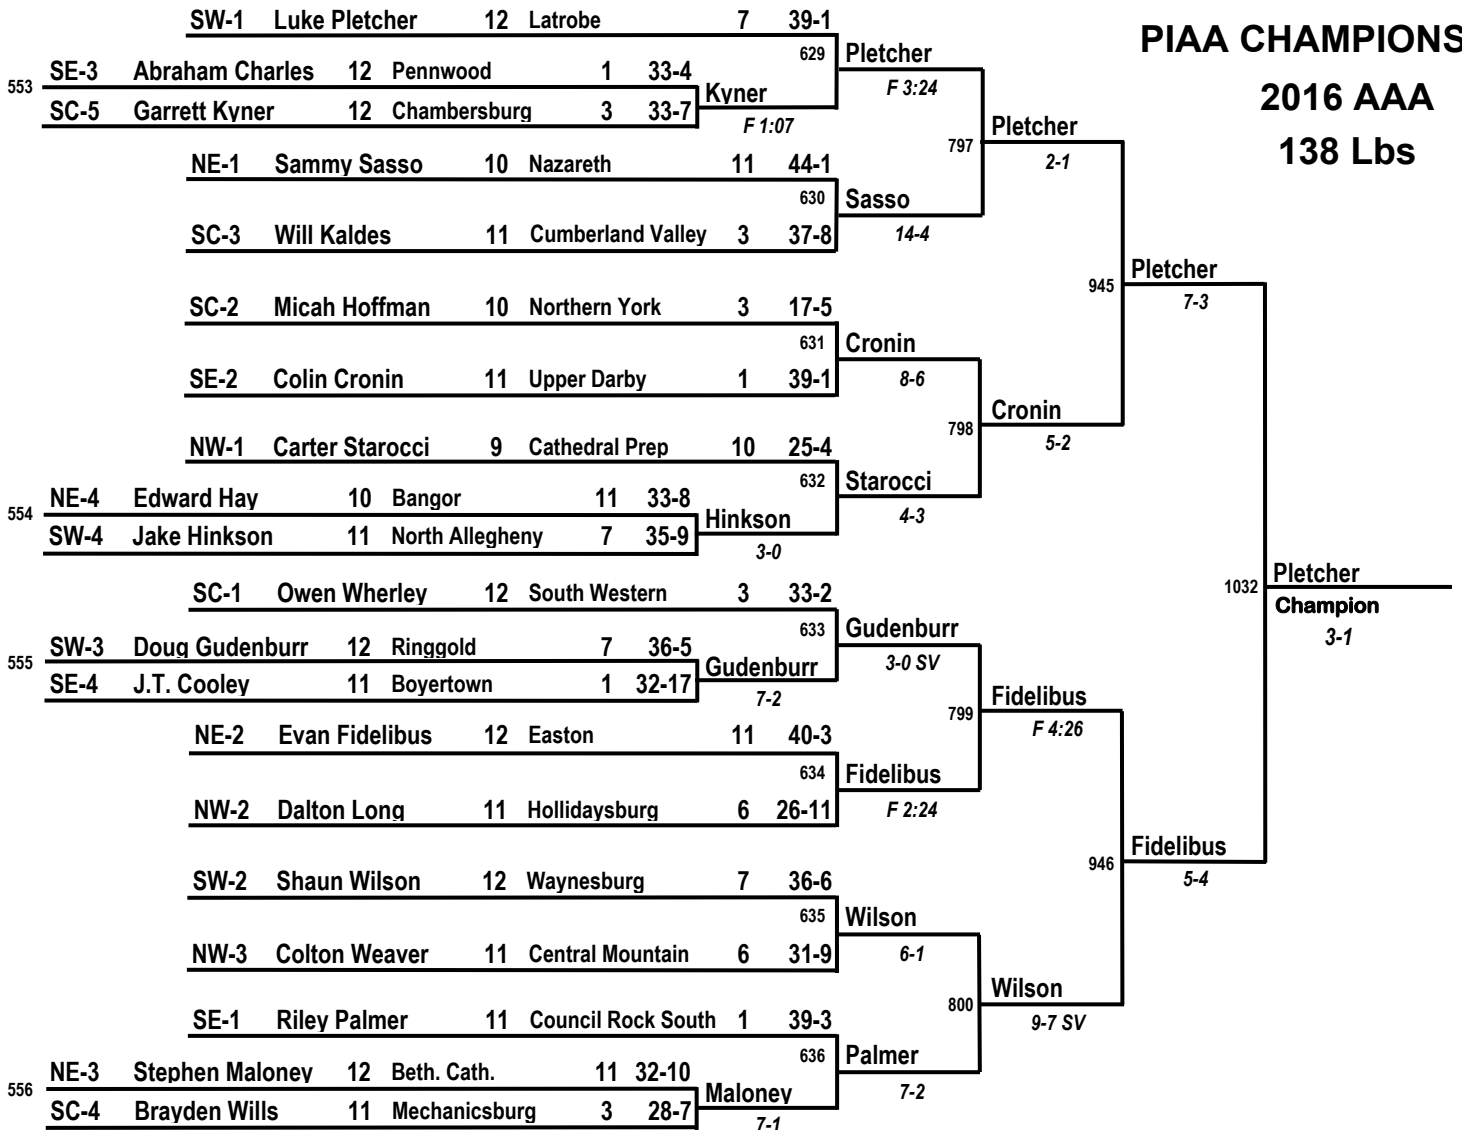 SW-1 Luke Pletcher 12 Latrobe 7 39-1
PIAA CHAMPIONS
629 Pletcher
553 SE-3 Abraham Charles 12 Pennwood 1 33-4
F 3:24
2016 AAA
Kyner
SC-5 Garrett Kyner 12 Chambersburg 3 33-7
F 1:07
Pletcher
797
138 Lbs
NE-1 Sammy Sasso 10 Nazareth 11 44-1
2-1
630 Sasso
SC-3 Will Kaldes 11 Cumberland Valley 3 37-8
14-4
Pletcher
945
SC-2 Micah Hoffman 10 Northern York 3 17-5
7-3
631 Cronin
SE-2 Colin Cronin 11 Upper Darby 1 39-1
8-6
Cronin
798
NW-1 Carter Starocci 9 Cathedral Prep 10 25-4
5-2
632 Starocci
554 NE-4 Edward Hay 10 Bangor 11 33-8
4-3
Hinkson
SW-4 Jake Hinkson 11 North Allegheny 7 35-9
3-0
Pletcher
1032
SC-1 Owen Wherley 12 South Western 3 33-2
Champion
633 Gudenburr
3-1
555 SW-3 Doug Gudenburr 12 Ringgold 7 36-5
3-0 SV
Gudenburr
SE-4 J.T. Cooley 11 Boyertown 1 32-17
7-2
Fidelibus
799
NE-2 Evan Fidelibus 12 Easton 11 40-3
F 4:26
634 Fidelibus
NW-2 Dalton Long 11 Hollidaysburg 6 26-11
F 2:24
Fidelibus
946
SW-2 Shaun Wilson 12 Waynesburg 7 36-6
5-4
635 Wilson
NW-3 Colton Weaver 11 Central Mountain 6 31-9
6-1
Wilson
800
SE-1 Riley Palmer 11 Council Rock South 1 39-3
9-7 SV
636 Palmer
556 NE-3 Stephen Maloney 12 Beth. Cath. 11 32-10
7-2
Maloney
SC-4 Brayden Wills 11 Mechanicsburg 3 28-7
7-1